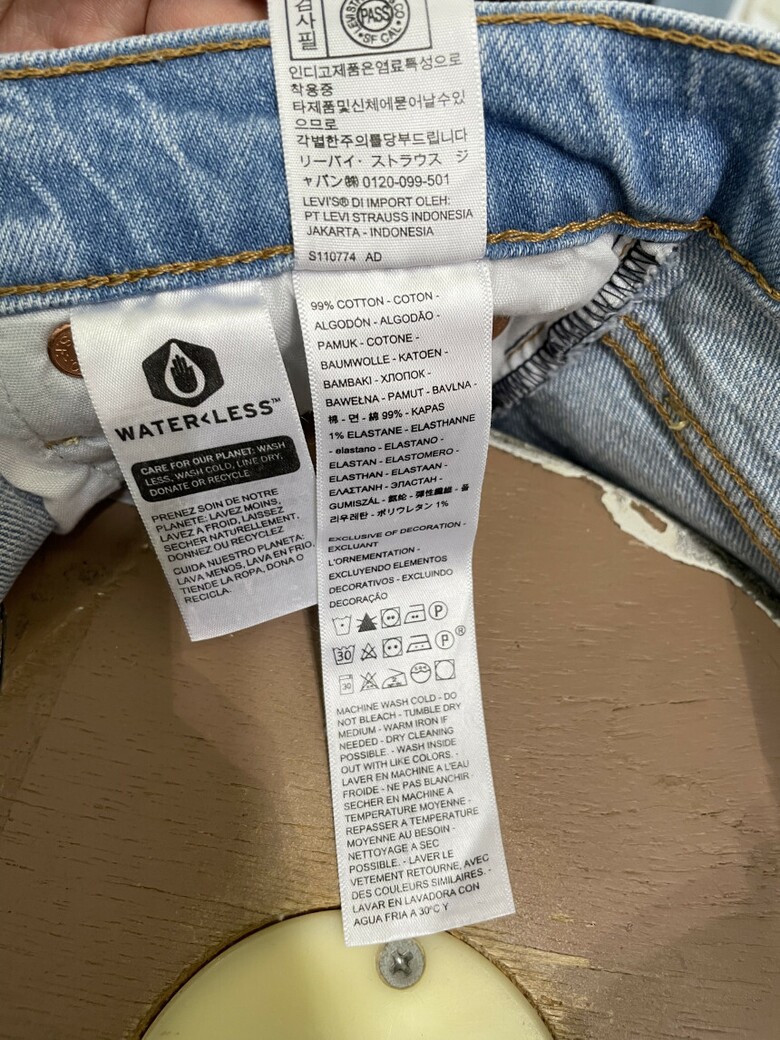 검사필
LEVI STRAUSS & CO.
PASS
SF CAL
인디고제품은염료특성으로
착용중
타제품및신체에묻어날수있
으므로
각별한주의를당부드립니다
リーバイ・ストラウス ジ
ャパン㈱ 0120-099-501
LEVI'S® DI IMPORT OLEH:
PT LEVI STRAUSS INDONESIA
JAKARTA - INDONESIA
S110774 AD
WATER<LESS™
CARE FOR OUR PLANET: WASH
LESS, WASH COLD, LINE DRY,
DONATE OR RECYCLE.
PRENEZ SOIN DE NOTRE
PLANÈTE: LAVEZ MOINS,
LAVEZ À FROID, LAISSEZ
SÉCHER NATURELLEMENT,
DONNEZ OU RECYCLEZ.
CUIDA NUESTRO PLANETA:
LAVA MENOS, LAVA EN FRIO,
TIENDE LA ROPA, DONA O
RECICLA.
99% COTTON - COTON -
ALGODÓN - ALGODÃO -
PAMUK - COTONE -
BAUMWOLLE - KATOEN -
BAMBAKI - ХЛОПОК -
BAWEŁNA - PAMUT - BAVLNA -
棉 - 면 - 綿 99% - KAPAS
1% ELASTANE - ELASTHANNE
- elastano - ELASTANO -
ELASTAN - ELASTOMERO -
ELASTHAN - ELASTAAN -
ΕΛΑΣΤΑΝΗ - ЭЛАСТАН -
GUMISZÁL - 氨纶 - 彈性纖維 - 폴
리우레탄 - ポリウレタン 1%
EXCLUSIVE OF DECORATION -
EXCLUANT
L'ORNEMENTATION -
EXCLUYENDO ELEMENTOS
DECORATIVOS - EXCLUINDO
DECORAÇÃO
P
30 P ®
30
MACHINE WASH COLD - DO
NOT BLEACH - TUMBLE DRY
MEDIUM - WARM IRON IF
NEEDED - DRY CLEANING
POSSIBLE. - WASH INSIDE
OUT WITH LIKE COLORS. -
LAVER EN MACHINE A L'EAU
FROIDE - NE PAS BLANCHIR -
SECHER EN MACHINE A
TEMPERATURE MOYENNE -
REPASSER A TEMPERATURE
MOYENNE AU BESOIN -
NETTOYAGE A SEC
POSSIBLE. - LAVER LE
VETEMENT RETOURNE, AVEC
DES COULEURS SIMILAIRES. -
LAVAR EN LAVADORA CON
AGUA FRIA A 30°C Y